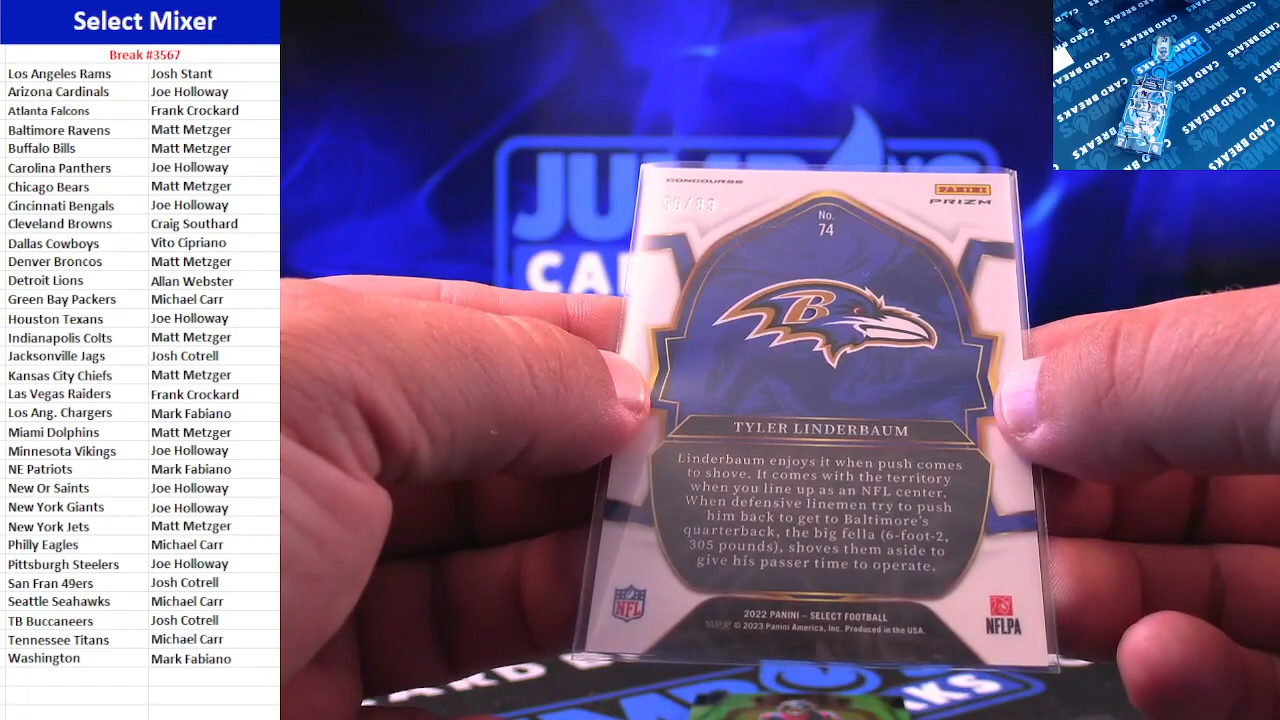 Select Mixer
Break #3567
Los Angeles Rams Josh Stant
Arizona Cardinals Joe Holloway
Atlanta Falcons Frank Crockard
Baltimore Ravens Matt Metzger
Buffalo Bills Matt Metzger
Carolina Panthers Joe Holloway
Chicago Bears Matt Metzger
Cincinnati Bengals Joe Holloway
Cleveland Browns Craig Southard
Dallas Cowboys Vito Cipriano
Denver Broncos Matt Metzger
Detroit Lions Allan Webster
Green Bay Packers Michael Carr
Houston Texans Joe Holloway
Indianapolis Colts Matt Metzger
Jacksonville Jags Josh Cotrell
Kansas City Chiefs Matt Metzger
Las Vegas Raiders Frank Crockard
Los Ang. Chargers Mark Fabiano
Miami Dolphins Matt Metzger
Minnesota Vikings Joe Holloway
NE Patriots Mark Fabiano
New Or Saints Joe Holloway
New York Giants Joe Holloway
New York Jets Matt Metzger
Philly Eagles Michael Carr
Pittsburgh Steelers Joe Holloway
San Fran 49ers Josh Cotrell
Seattle Seahawks Michael Carr
TB Buccaneers Josh Cotrell
Tennessee Titans Michael Carr
Washington Mark Fabiano
CONCOURSE
PANINI
PRIZM
No.
74
B
TYLER LINDERBAUM
Linderbaum enjoys it when push comes
to shove. It comes with the territory
when you line up as an NFL center.
When defensive linemen try to push
him back to get to Baltimore's
quarterback, the big fella (6-foot-2,
305 pounds), shoves them aside to
give his passer time to operate.
NFL
NFLPA
2022 PANINI – SELECT FOOTBALL
© 2023 Panini America, Inc. Produced in the USA.
CARD BREAKS